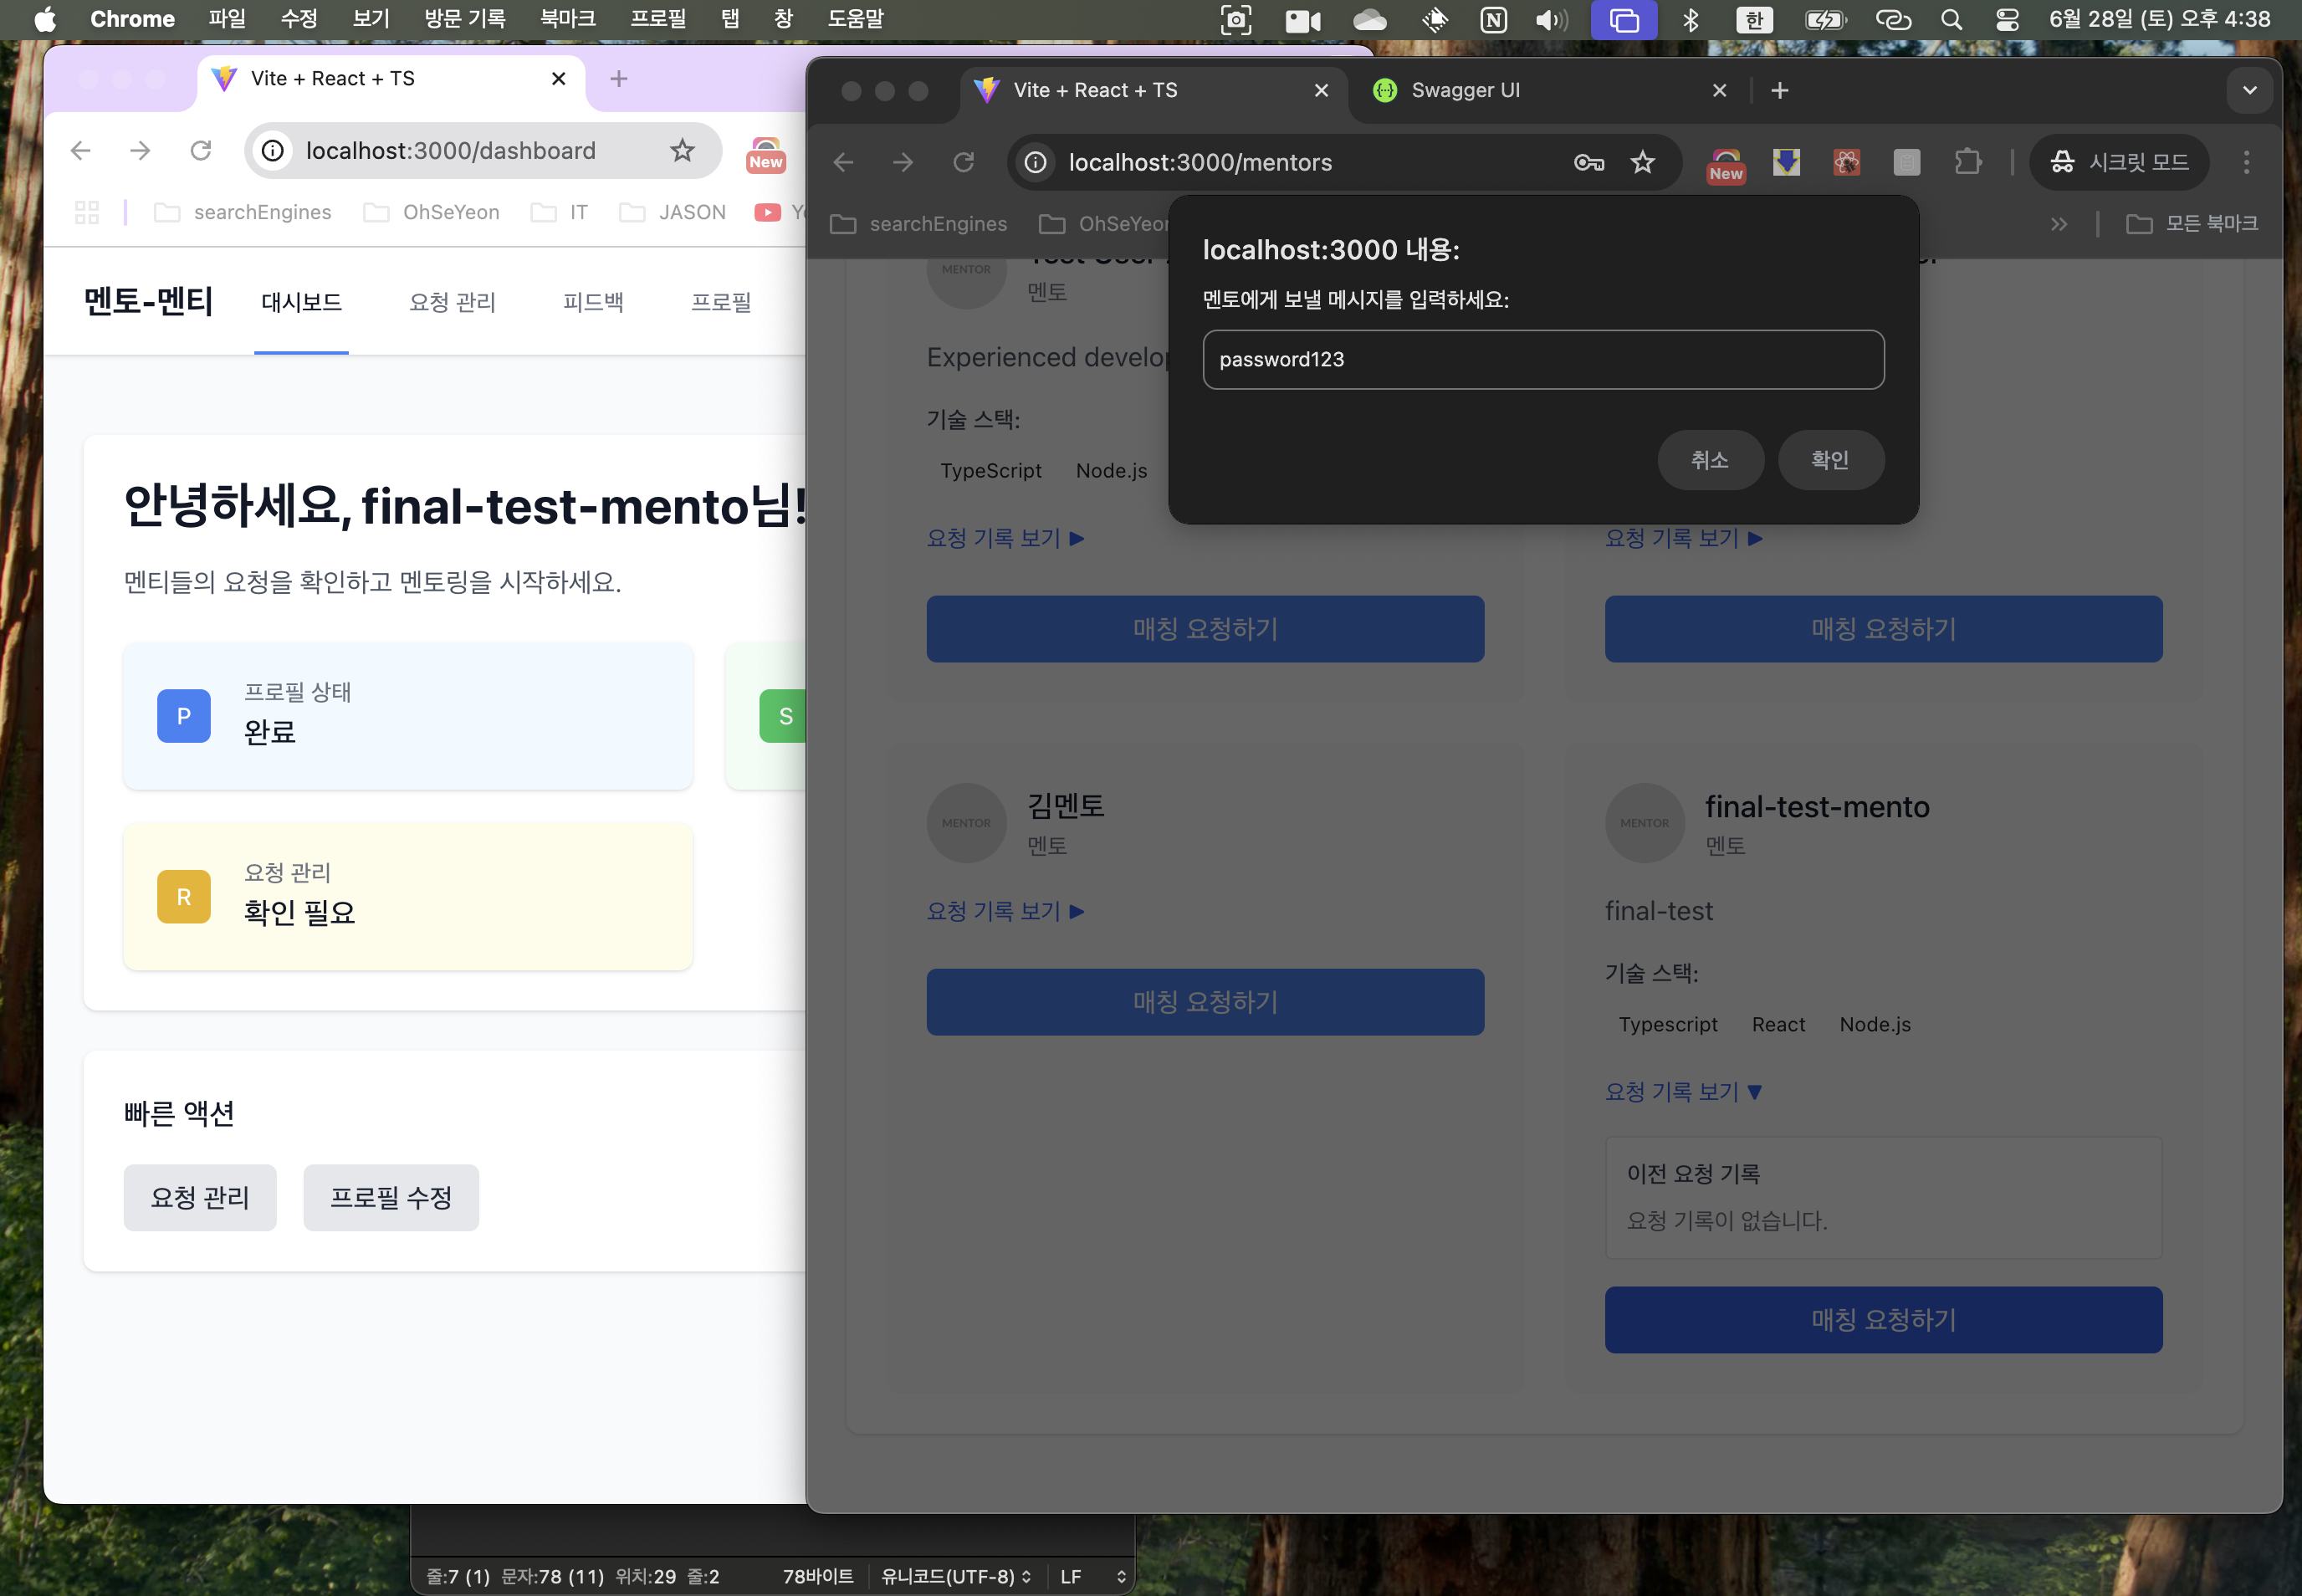 Chrome 파일 수정 보기 방문 기록 북마크 프로필 탭 창 도움말 한 6월 28일 (토) 오후 4:38
Vite + React + TS
localhost:3000/dashboard
New
searchEngines OhSeYeon IT JASON
멘토-멘티 대시보드 요청 관리 피드백 프로필
안녕하세요, final-test-mento님!
멘티들의 요청을 확인하고 멘토링을 시작하세요.
P
프로필 상태
완료
S
R
요청 관리
확인 필요
빠른 액션
요청 관리 프로필 수정
Vite + React + TS Swagger UI
localhost:3000/mentors
New
시크릿 모드
searchEngines
모든 북마크
localhost:3000 내용:
멘토에게 보낼 메시지를 입력하세요:
password123
취소 확인
MENTOR
멘토
Experienced
기술 스택:
TypeScript Node.js
요청 기록 보기 ▶
매칭 요청하기
요청 기록 보기 ▶
매칭 요청하기
MENTOR
김멘토
멘토
요청 기록 보기 ▶
매칭 요청하기
MENTOR
final-test-mento
멘토
final-test
기술 스택:
Typescript React Node.js
요청 기록 보기 ▼
이전 요청 기록
요청 기록이 없습니다.
매칭 요청하기
줄:7 (1) 문자:78 (11) 위치:29 줄:2 78바이트 유니코드(UTF-8) LF